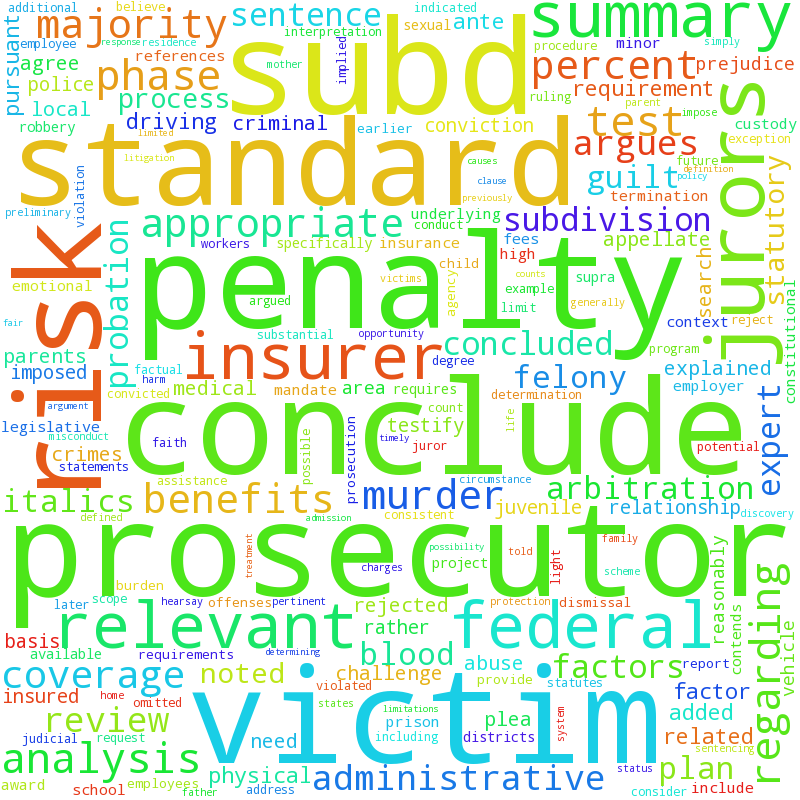 additional
believe
indicated
majority
sentence
sexual
ante
summary
employee
response
residence
interpretation
references
pursuant
agree
mother
implied
procedure
minor
simply
subd
percent
prejudice
police
phase
process
ruling
requirement
parent
impose
local
robbery
driving
criminal
earlier
conviction
test
custody
exception
limited
litigation
standard
argues
jurors
causes
future
definition
policy
guilt
clause
previously
termination
violation
preliminary
appropriate
underlying
conduct
subdivision
statutory
probation
workers
specifically
insurance
fees
appellate
high
search
risk
emotional
penalty
child
agency
counts
supra
victims
example
generally
argued
limit
constitutional
fair
context
reject
substantial
opportunity
concluded
program
parents
factual
insurer
degree
explained
imposed
harm
medical
area
requires
felony
employer
convicted
mandate
determination
argument
count
life
legislative
conclude
testify
misconduct
faith
juror
potential
expert
crimes
statements
possible
prosecution
timely
assistance
circumstance
murder
arbitration
italics
benefits
juvenile
relationship
discovery
defined
admission
consistent
prosecutor
treatment
possibility
told
family
light
charges
project
scheme
reasonably
burden
later
scope
hearsay
offenses
pertinent
rejected
protection
dismissal
regarding
basis
relevant
rather
federal
contends
vehicle
available
requirements
determining
blood
abuse
factors
report
coverage
noted
challenge
provide
statutes
factor
insured
home
omitted
violated
victim
limitations
added
review
states
prison
plea
system
judicial
request
need
including
districts
related
sentencing
analysis
physical
status
plan
award
employees
administrative
school
father
address
consider
include